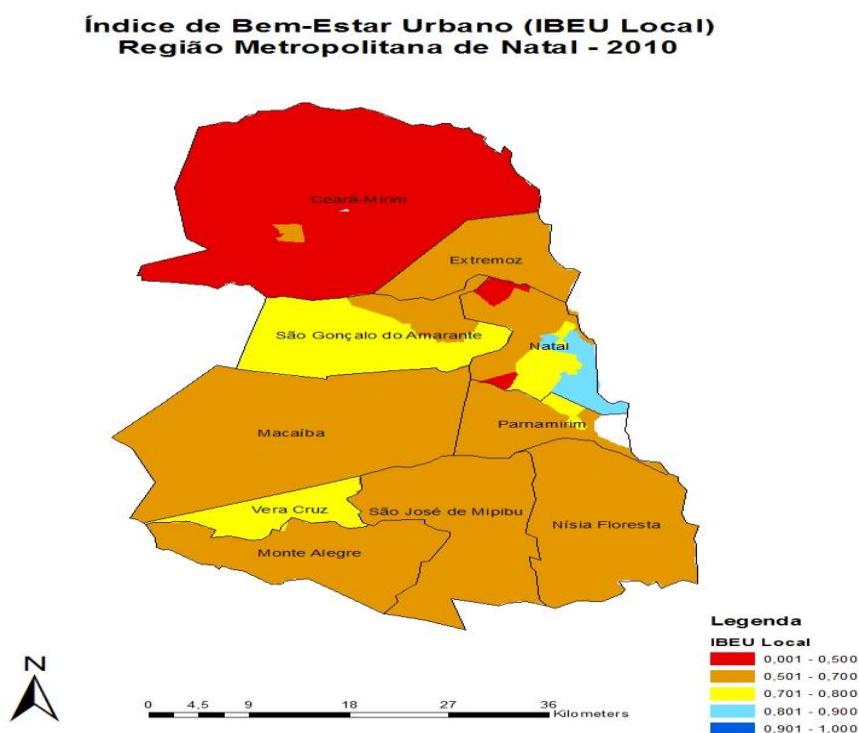 Índice de Bem-Estar Urbano (IBEU Local)
Região Metropolitana de Natal - 2010
Ceará-Mirim
Extremoz
São Gonçalo do Amarante
Natal
Macaíba
Parnamirim
Vera Cruz
São José de Mipibu
Nísia Floresta
Monte Alegre
Legenda
IBEU Local
0,001 - 0,500
0,501 - 0,700
0,701 - 0,800
0,801 - 0,900
0,901 - 1,000
N
0 4,5 9 18 27 36
Kilometers